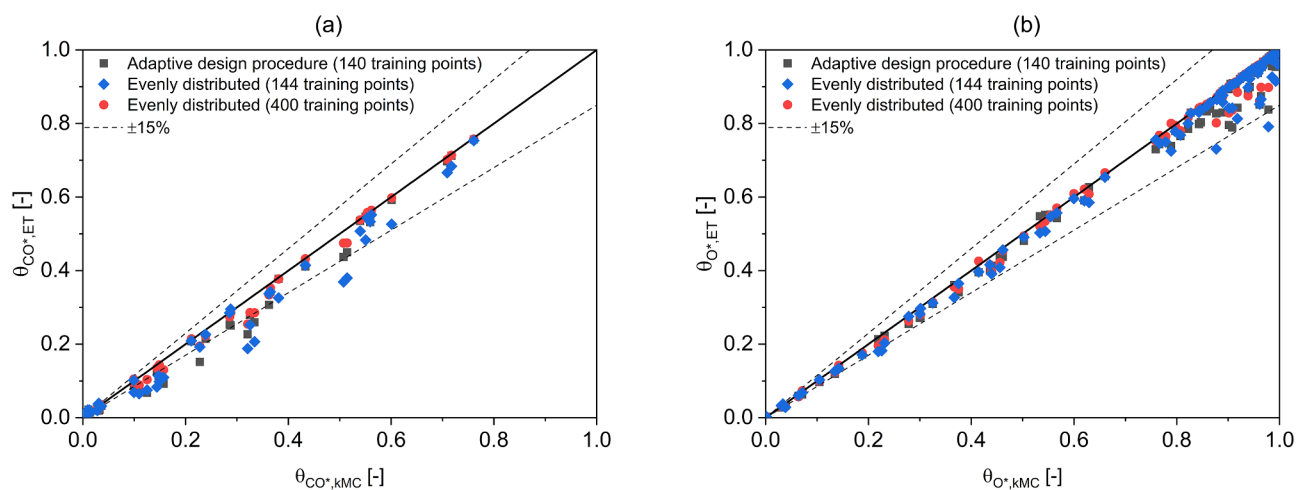 (a)
1.0
0.8
0.6
0.4
0.2
0.0
θCO*,ET [-]
Adaptive design procedure (140 training points)
Evenly distributed (144 training points)
Evenly distributed (400 training points)
±15%
0.0 0.2 0.4 0.6 0.8 1.0
θCO*,kMC [-]
(b)
1.0
0.8
0.6
0.4
0.2
0.0
θO*,ET [-]
Adaptive design procedure (140 training points)
Evenly distributed (144 training points)
Evenly distributed (400 training points)
±15%
0.0 0.2 0.4 0.6 0.8 1.0
θO*,kMC [-]